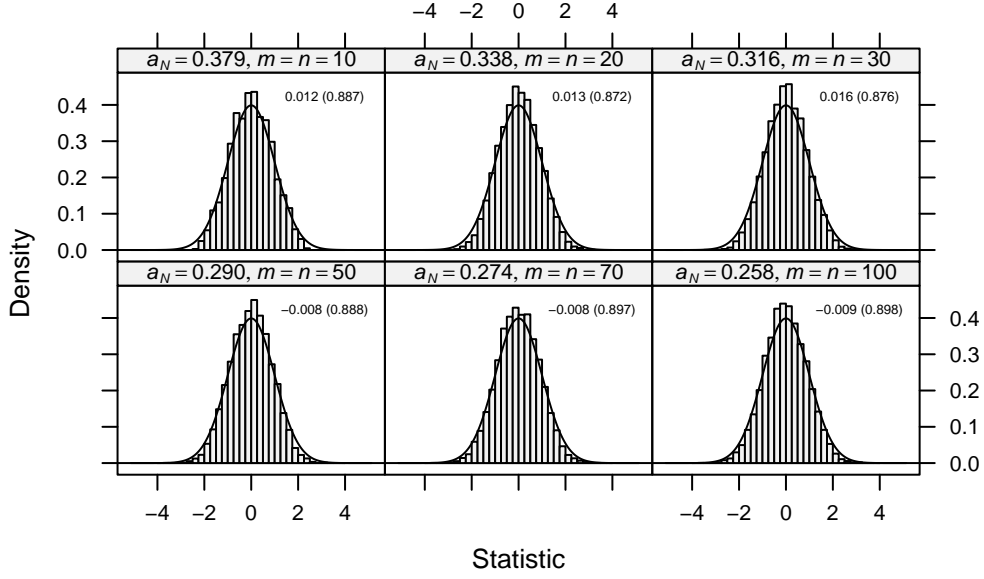 −4 −2 0 2 4
a_N = 0.379, m = n = 10
a_N = 0.338, m = n = 20
a_N = 0.316, m = n = 30
0.012 (0.887)
0.013 (0.872)
0.016 (0.876)
0.4
0.3
0.2
0.1
0.0
a_N = 0.290, m = n = 50
a_N = 0.274, m = n = 70
a_N = 0.258, m = n = 100
−0.008 (0.888)
−0.008 (0.897)
−0.009 (0.898)
0.4
0.3
0.2
0.1
0.0
−4 −2 0 2 4
−4 −2 0 2 4
Density
Statistic